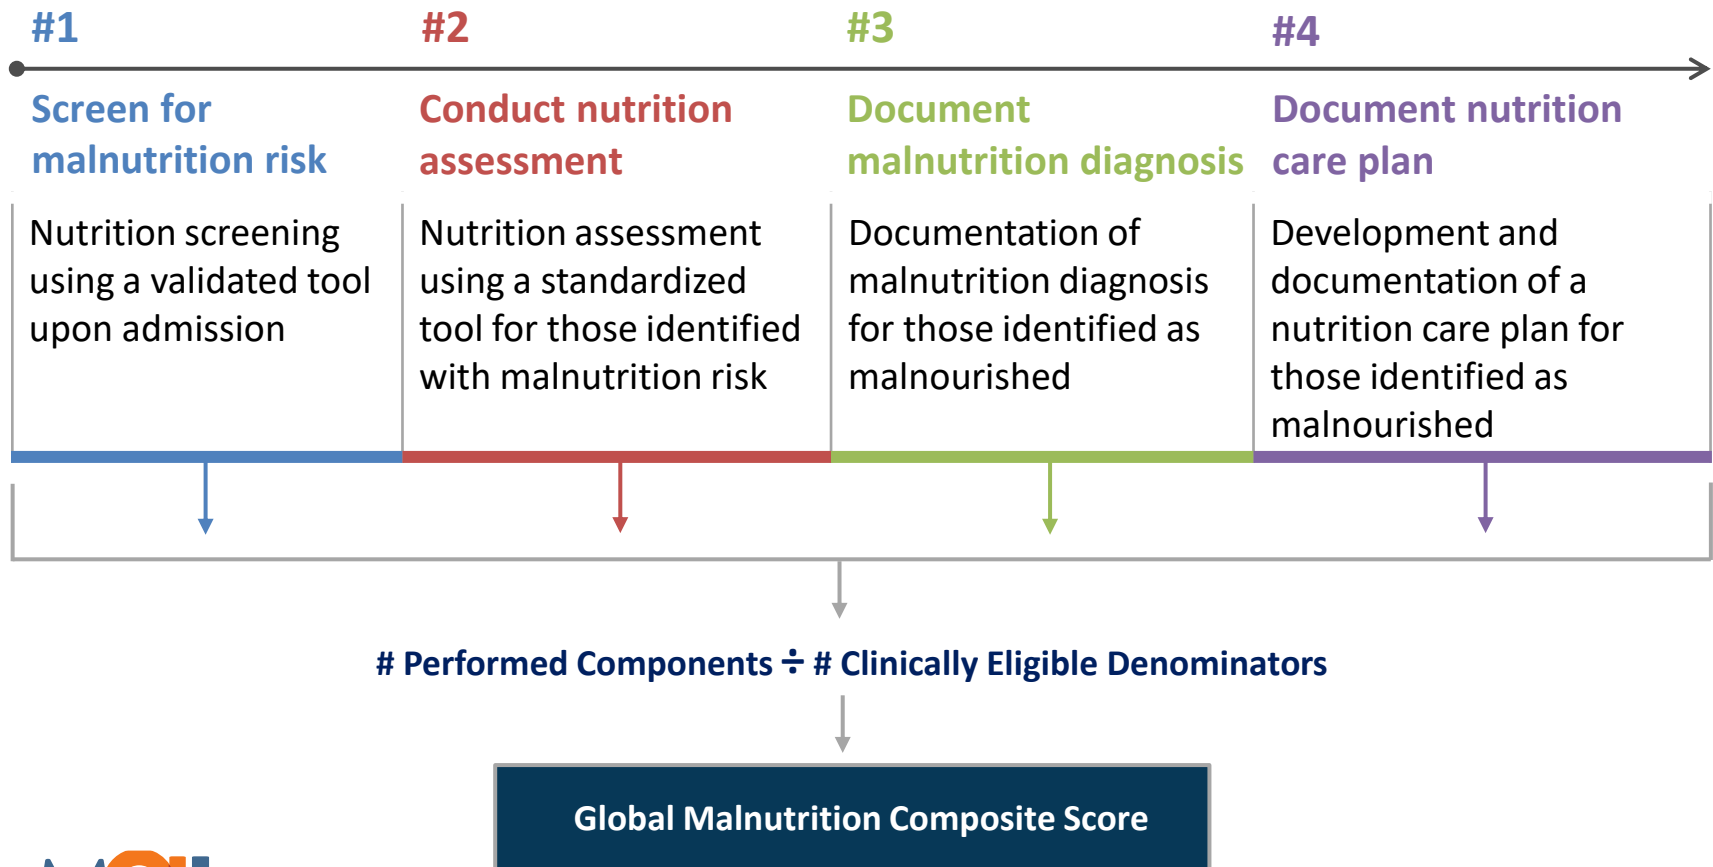 #1
#2
#3
#4
Screen for
malnutrition risk
Conduct nutrition
assessment
Document
malnutrition diagnosis
Document nutrition
care plan
Nutrition screening
using a validated tool
upon admission
Nutrition assessment
using a standardized
tool for those identified
with malnutrition risk
Documentation of
malnutrition diagnosis
for those identified as
malnourished
Development and
documentation of a
nutrition care plan for
those identified as
malnourished
# Performed Components ÷ # Clinically Eligible Denominators
Global Malnutrition Composite Score